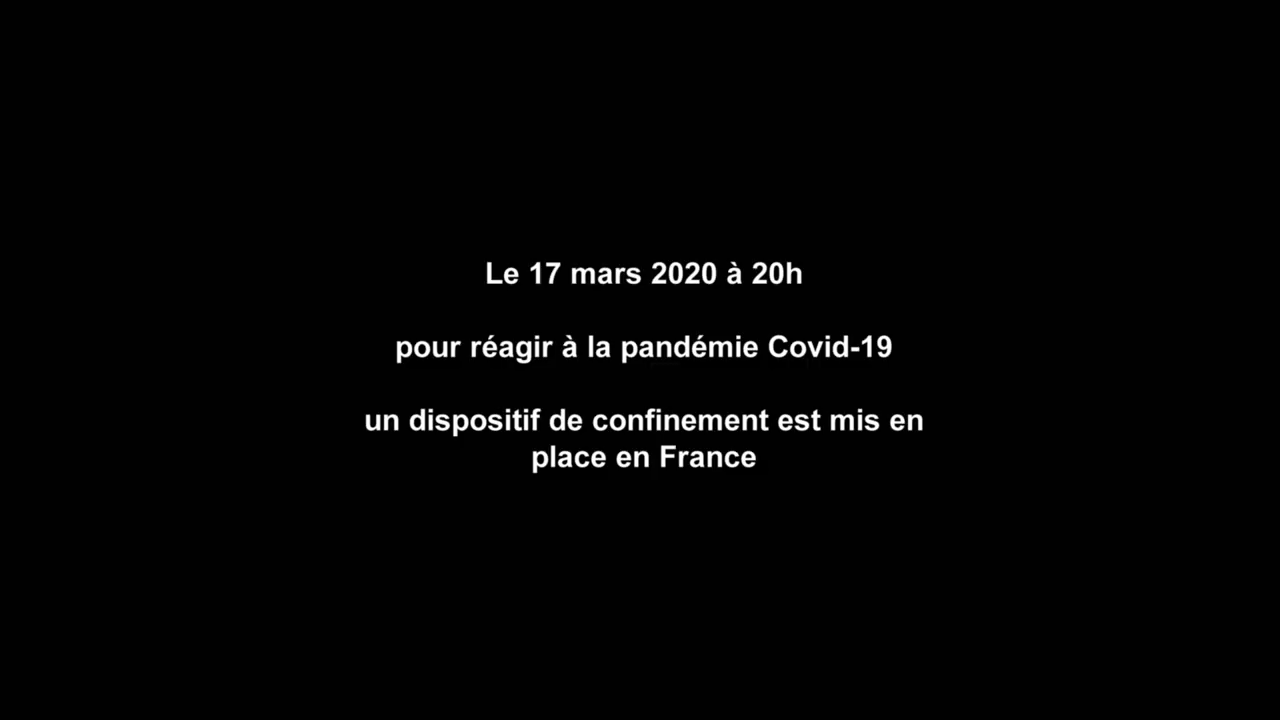 Le 17 mars 2020 à 20h
pour réagir à la pandémie Covid-19
un dispositif de confinement est mis en
place en France